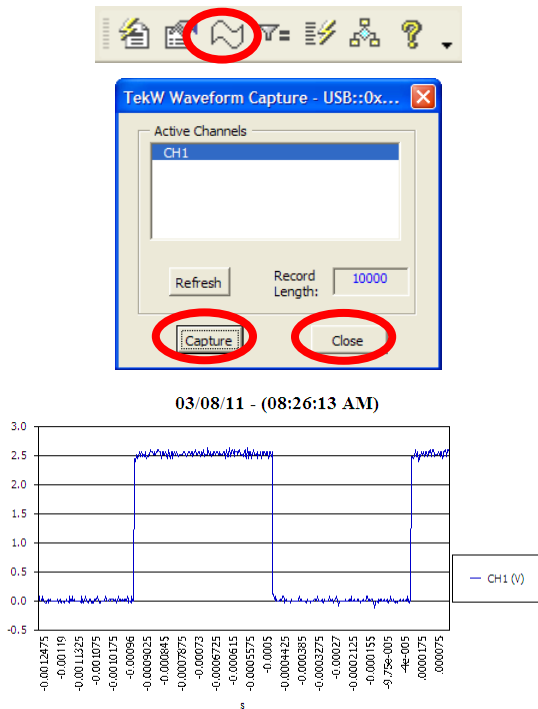 TekW Waveform Capture - USB::0x...
Active Channels
CH1
Refresh
Record Length:
10000
Capture
Close
03/08/11 - (08:26:13 AM)
3.0
2.5
2.0
1.5
1.0
0.5
0.0
-0.5
CH1 (V)
-0.0012475
-0.00119
-0.0011325
-0.001075
-0.0010175
-0.00096
-0.0009025
-0.000845
-0.0007875
-0.00073
-0.0006725
-0.000615
-0.0005575
-0.0005
-0.0004425
-0.000385
-0.0003275
-0.00027
-0.0002125
-0.000155
-9.75e-005
-4e-005
.0000175
.000075
s